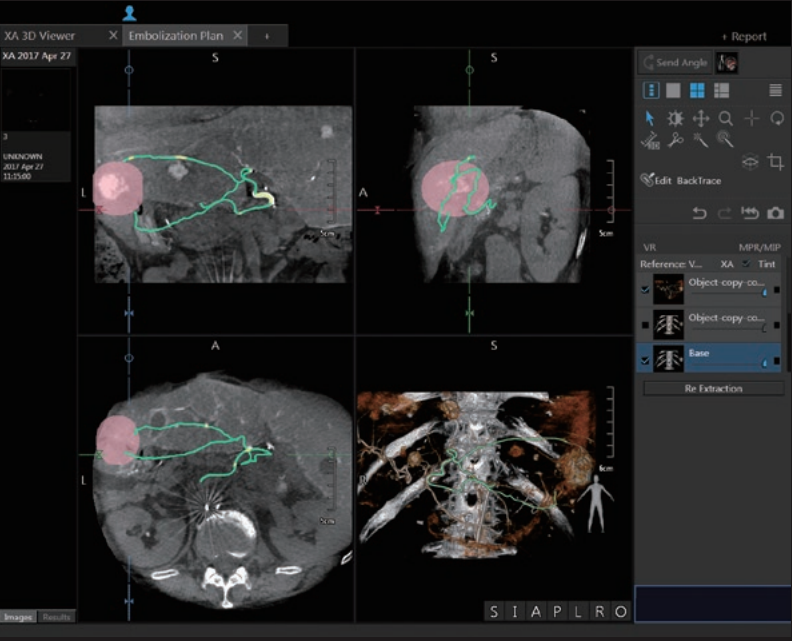 XA 3D Viewer
Embolization Plan
+
+ Report
XA 2017 Apr 27
3
UNKNOWN
2017 Apr 27
11:15:00
S
L
5cm
S
A
5cm
A
L
5cm
S
R
6cm
S I A P L R O
Send Angle
Edit BackTrace
VR MPR/MIP
Reference: V... XA Tint
Object-copy-co...
Object-copy-co...
Base
Re Extraction
Images Results